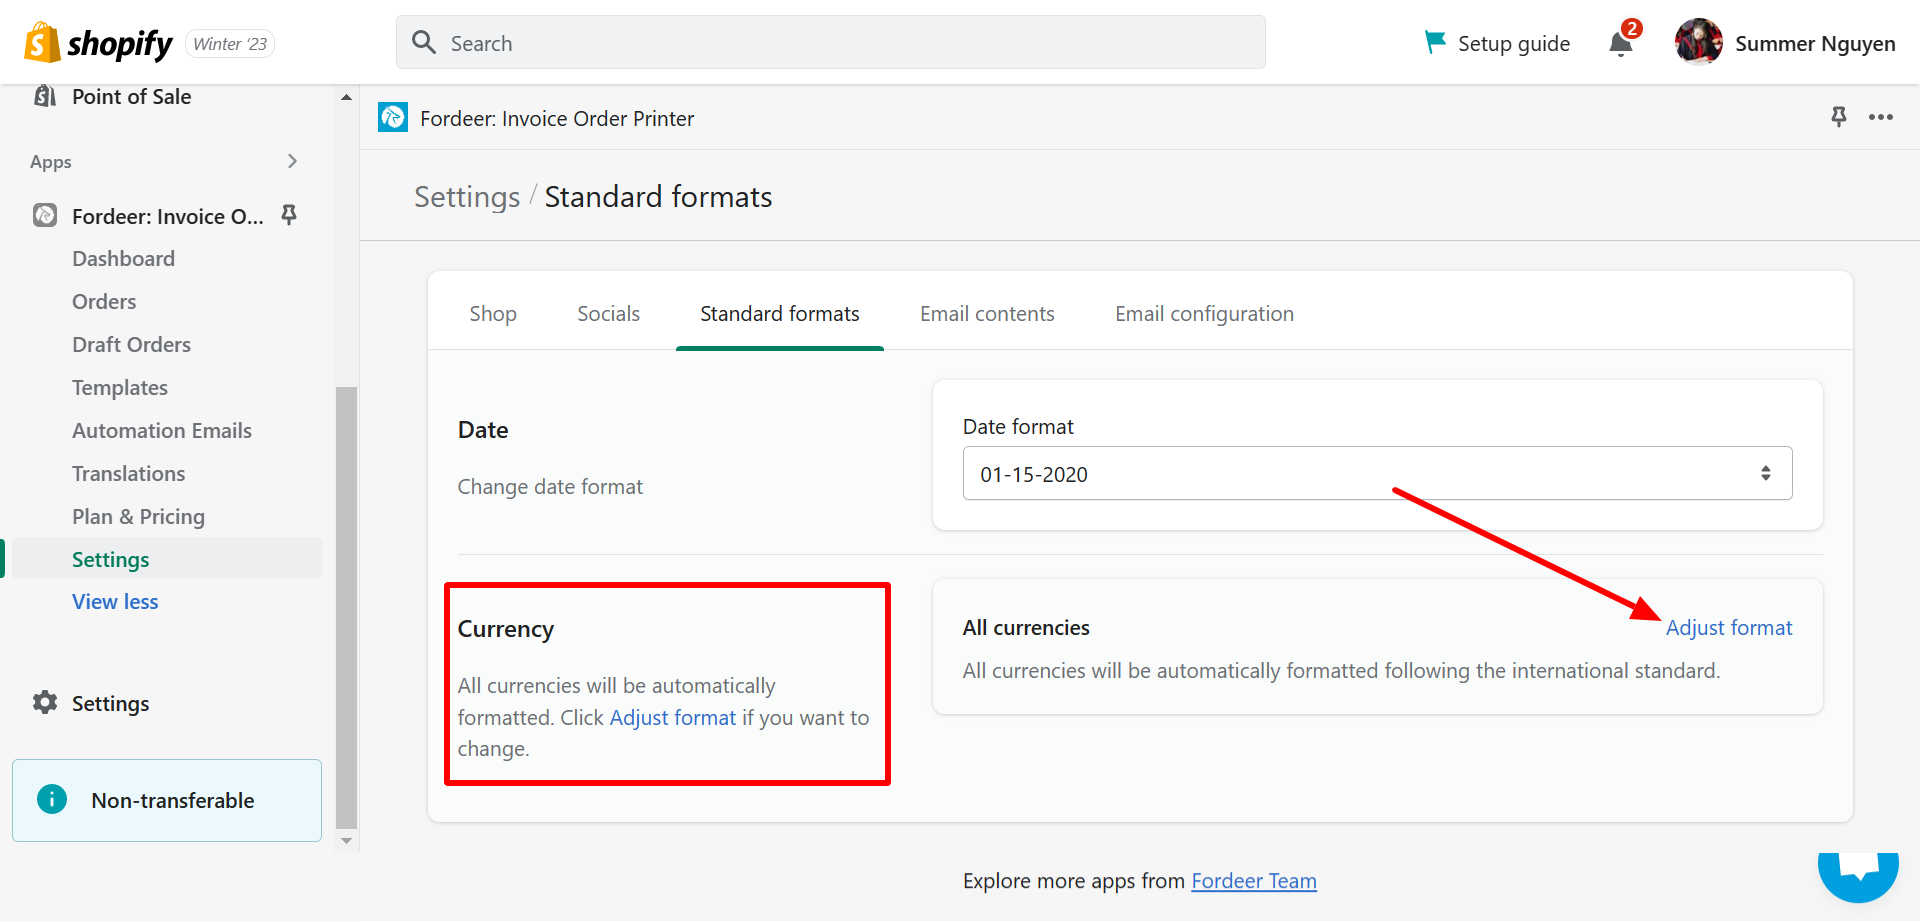 shopify Winter ‘23
Search
Setup guide
2
Summer Nguyen
Point of Sale
Apps
Fordeer: Invoice O...
Dashboard
Orders
Draft Orders
Templates
Automation Emails
Translations
Plan & Pricing
Settings
View less
Settings
Non-transferable
Fordeer: Invoice Order Printer
Settings / Standard formats
Shop Socials Standard formats Email contents Email configuration
Date
Change date format
Date format
01-15-2020
Currency
All currencies will be automatically
formatted. Click Adjust format if you want to
change.
All currencies
Adjust format
All currencies will be automatically formatted following the international standard.
Explore more apps from Fordeer Team